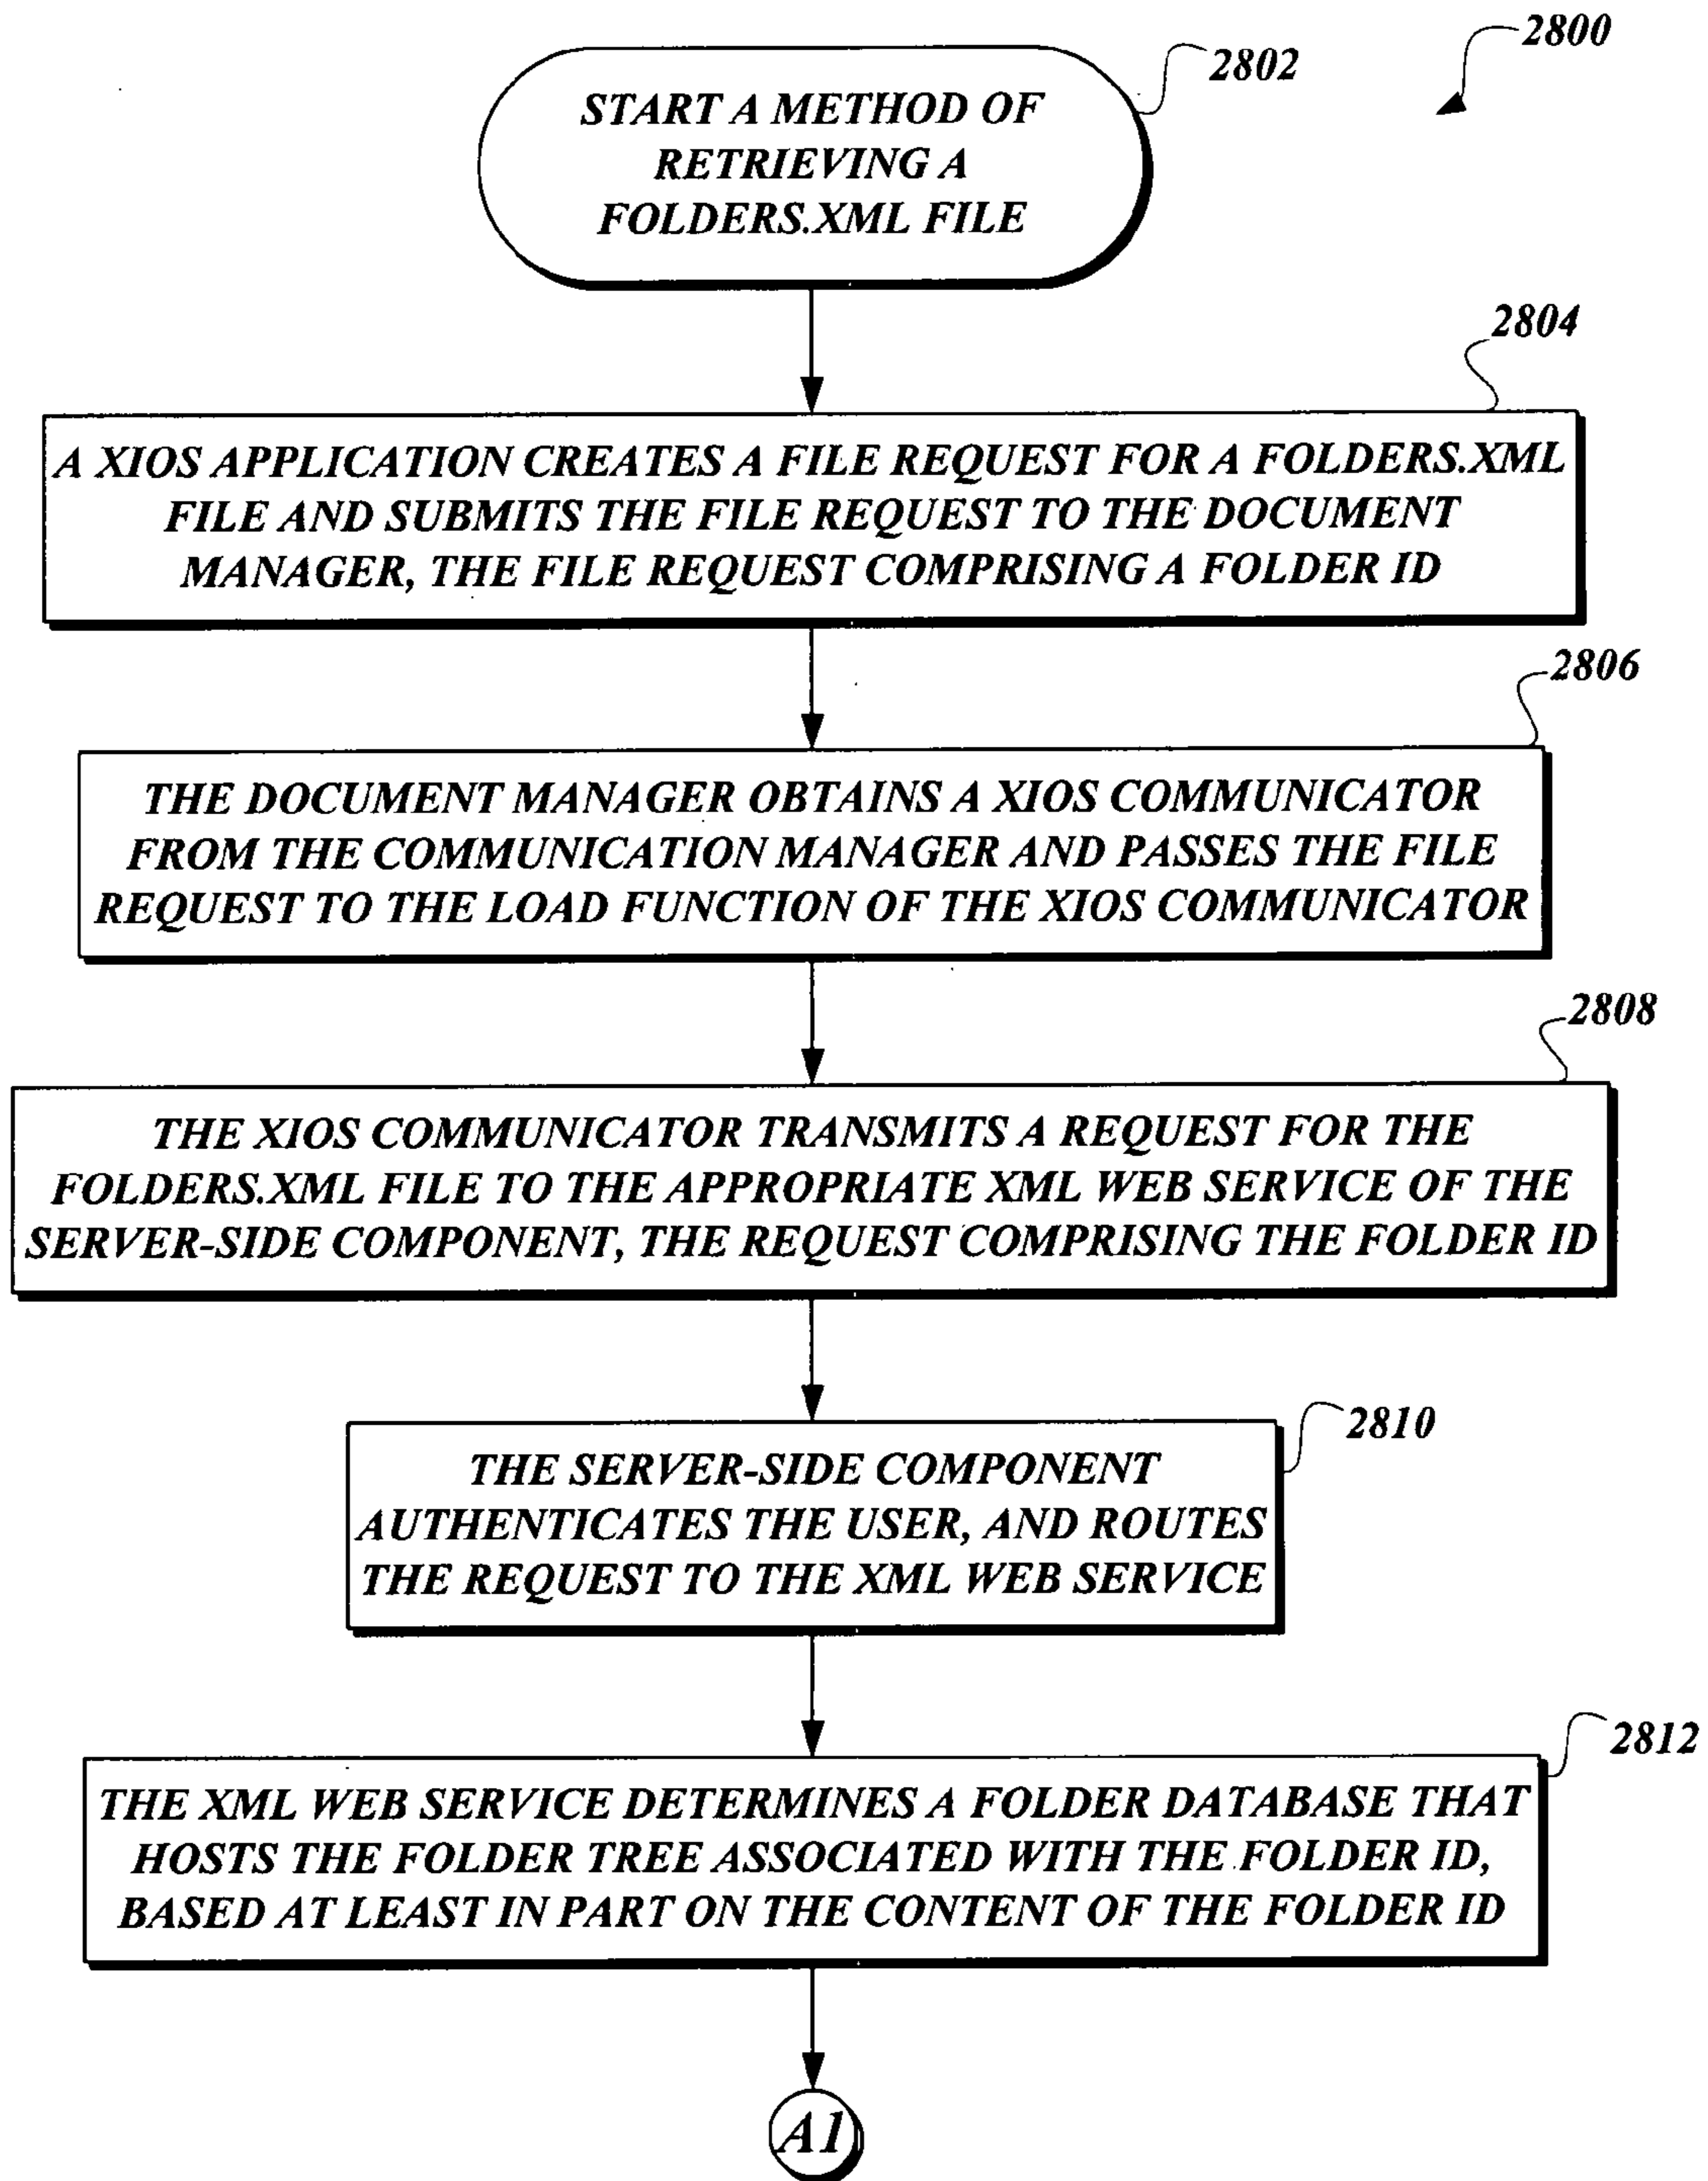 2800
2802
START A METHOD OF
RETRIEVING A
FOLDERS.XML FILE
2804
A XIOS APPLICATION CREATES A FILE REQUEST FOR A FOLDERS.XML
FILE AND SUBMITS THE FILE REQUEST TO THE DOCUMENT
MANAGER, THE FILE REQUEST COMPRISING A FOLDER ID
2806
THE DOCUMENT MANAGER OBTAINS A XIOS COMMUNICATOR
FROM THE COMMUNICATION MANAGER AND PASSES THE FILE
REQUEST TO THE LOAD FUNCTION OF THE XIOS COMMUNICATOR
2808
THE XIOS COMMUNICATOR TRANSMITS A REQUEST FOR THE
FOLDERS.XML FILE TO THE APPROPRIATE XML WEB SERVICE OF THE
SERVER-SIDE COMPONENT, THE REQUEST COMPRISING THE FOLDER ID
2810
THE SERVER-SIDE COMPONENT
AUTHENTICATES THE USER, AND ROUTES
THE REQUEST TO THE XML WEB SERVICE
2812
THE XML WEB SERVICE DETERMINES A FOLDER DATABASE THAT
HOSTS THE FOLDER TREE ASSOCIATED WITH THE FOLDER ID,
BASED AT LEAST IN PART ON THE CONTENT OF THE FOLDER ID
A1